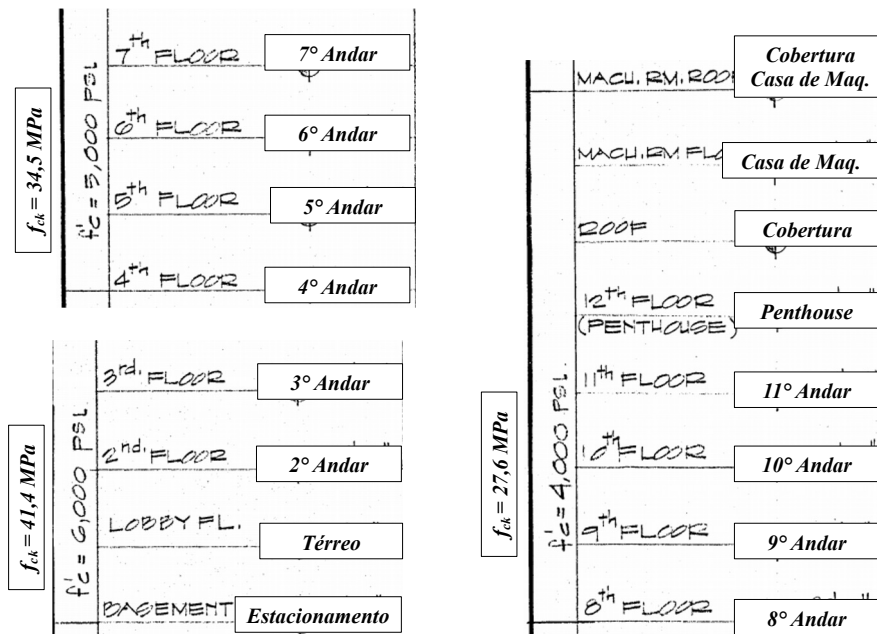 f_ck = 34,5 MPa
f'c = 5,000 PSI
7th FLOOR
7° Andar
6th FLOOR
6° Andar
5th FLOOR
5° Andar
4th FLOOR
4° Andar
f_ck = 41,4 MPa
f'c = 6,000 PSI
3rd. FLOOR
3° Andar
2nd. FLOOR
2° Andar
LOBBY FL.
Térreo
BASEMENT
Estacionamento
f_ck = 27,6 MPa
f'c = 4,000 PSI.
MACH. RM. ROOF
Cobertura
Casa de Maq.
MACH. RM FLO
Casa de Maq.
ROOF
Cobertura
12th FLOOR
(PENTHOUSE)
Penthouse
11th FLOOR
11° Andar
10th FLOOR
10° Andar
9th FLOOR
9° Andar
8th FLOOR
8° Andar